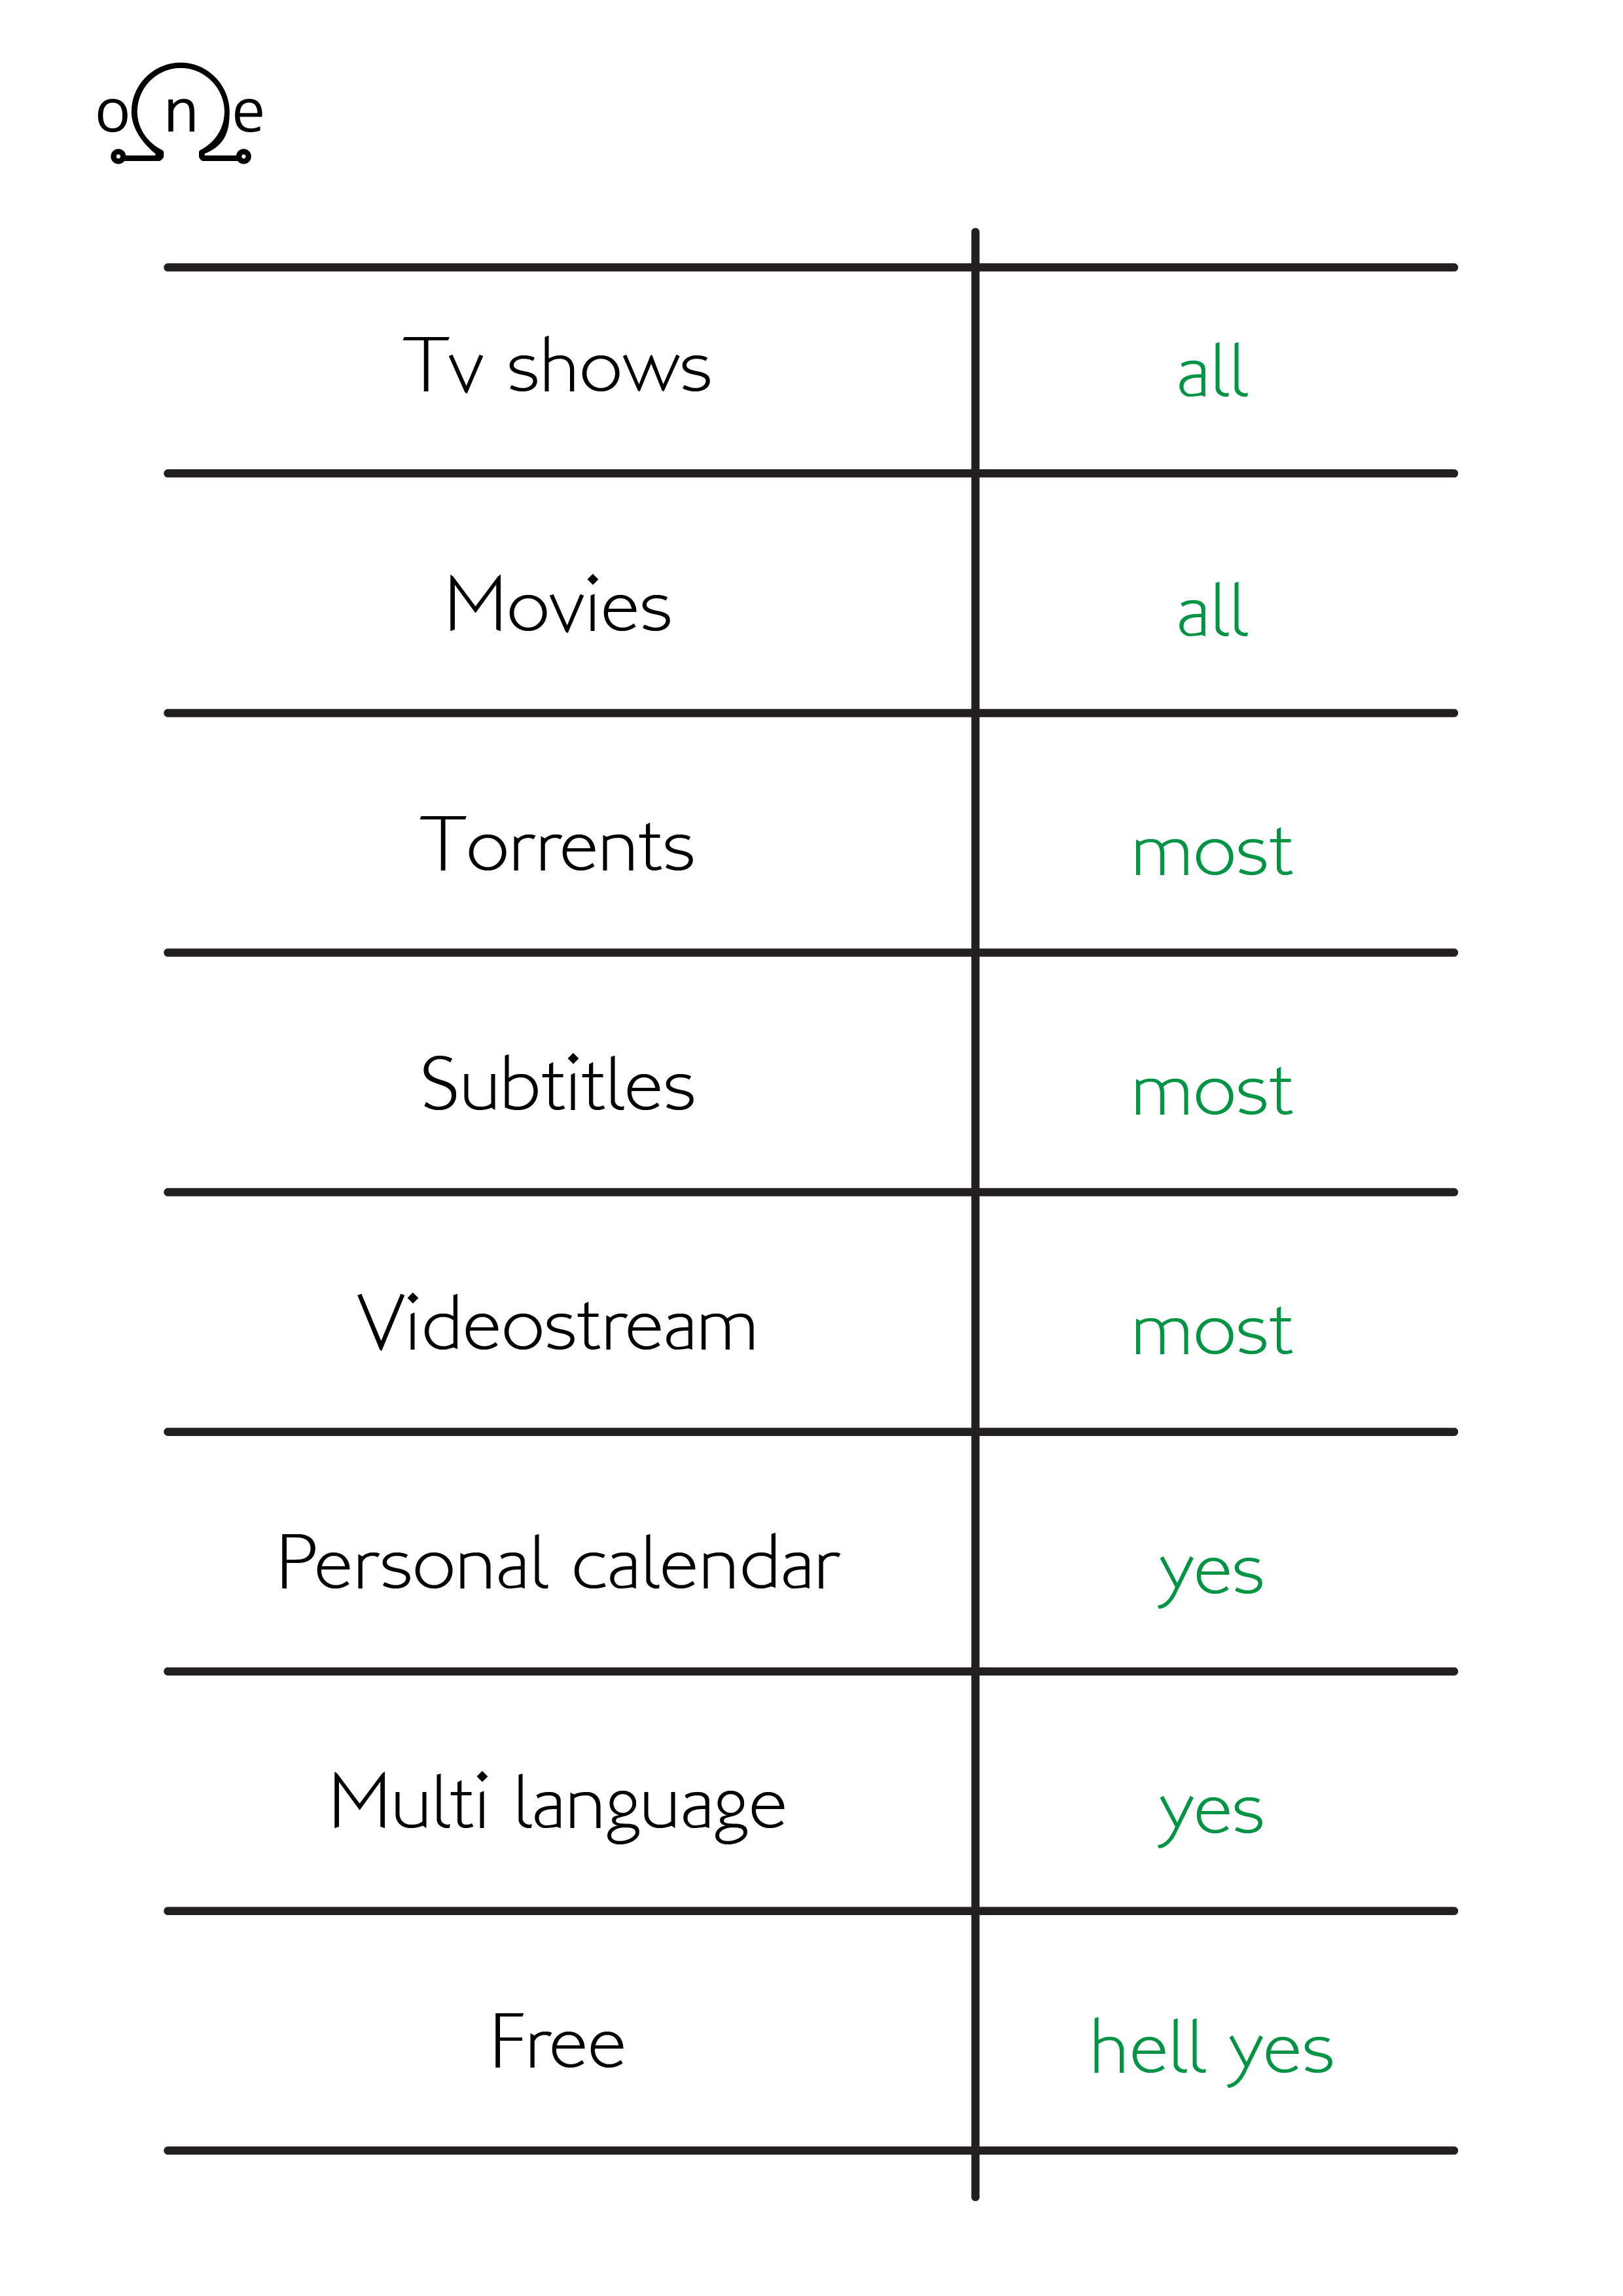 one
Tv shows all
Movies all
Torrents most
Subtitles most
Videostream most
Personal calendar yes
Multi language yes
Free hell yes